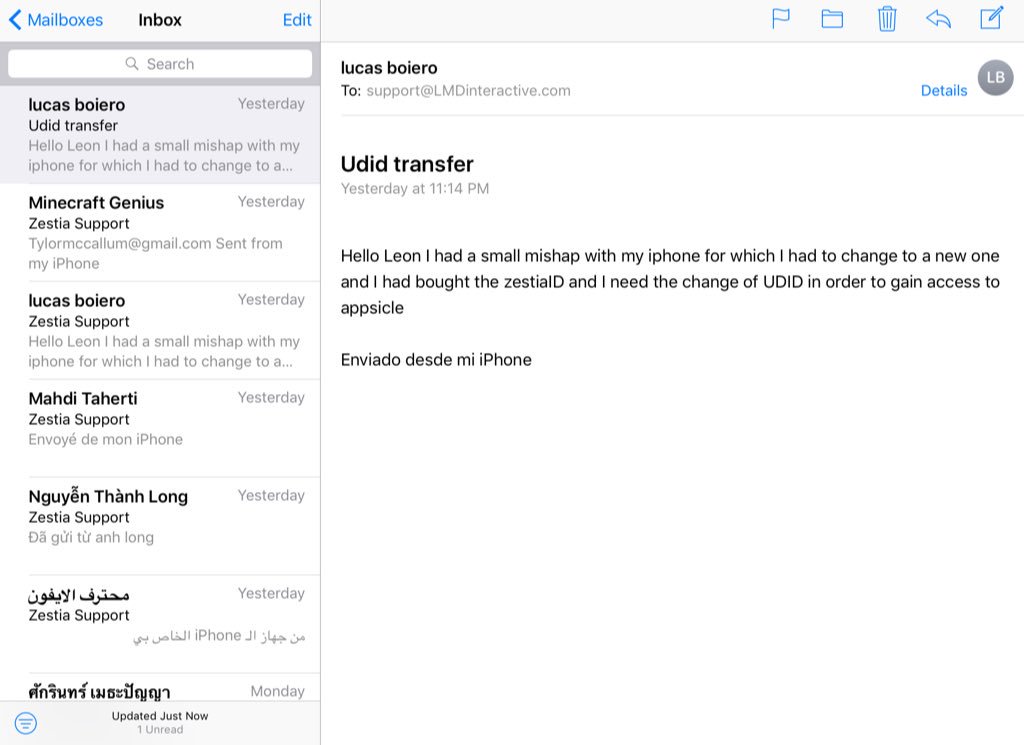 Mailboxes
Inbox
Edit
Search
lucas boiero
Yesterday
Udid transfer
Hello Leon I had a small mishap with my
iphone for which I had to change to a...
Minecraft Genius
Yesterday
Zestia Support
Tylormccallum@gmail.com Sent from
my iPhone
lucas boiero
Yesterday
Zestia Support
Hello Leon I had a small mishap with my
iphone for which I had to change to a...
Mahdi Taherti
Yesterday
Zestia Support
Envoyé de mon iPhone
Nguyễn Thành Long
Yesterday
Zestia Support
Đã gửi từ anh long
محترف الايفون
Yesterday
Zestia Support
من جهاز الـ iPhone الخاص بي
ศักรินทร์ เมธะปัญญา
Monday
Updated Just Now
1 Unread
lucas boiero
To: support@LMDinteractive.com
Details
LB
Udid transfer
Yesterday at 11:14 PM
Hello Leon I had a small mishap with my iphone for which I had to change to a new one
and I had bought the zestiaID and I need the change of UDID in order to gain access to
appsicle
Enviado desde mi iPhone